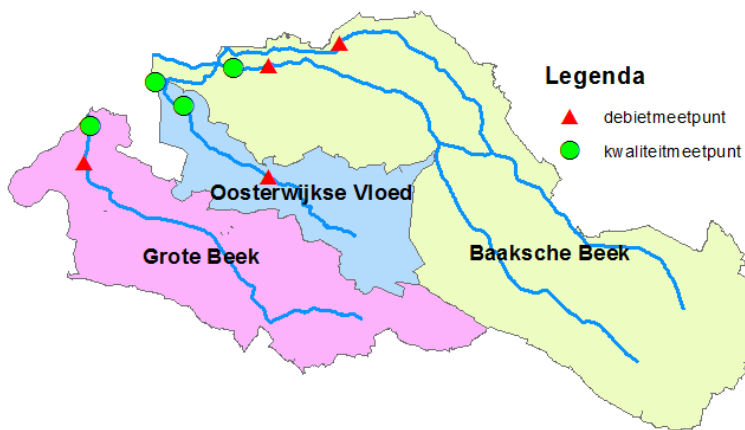 Legenda
debietmeetpunt
kwaliteitmeetpunt
Oosterwijkse Vloed
Grote Beek
Baaksche Beek